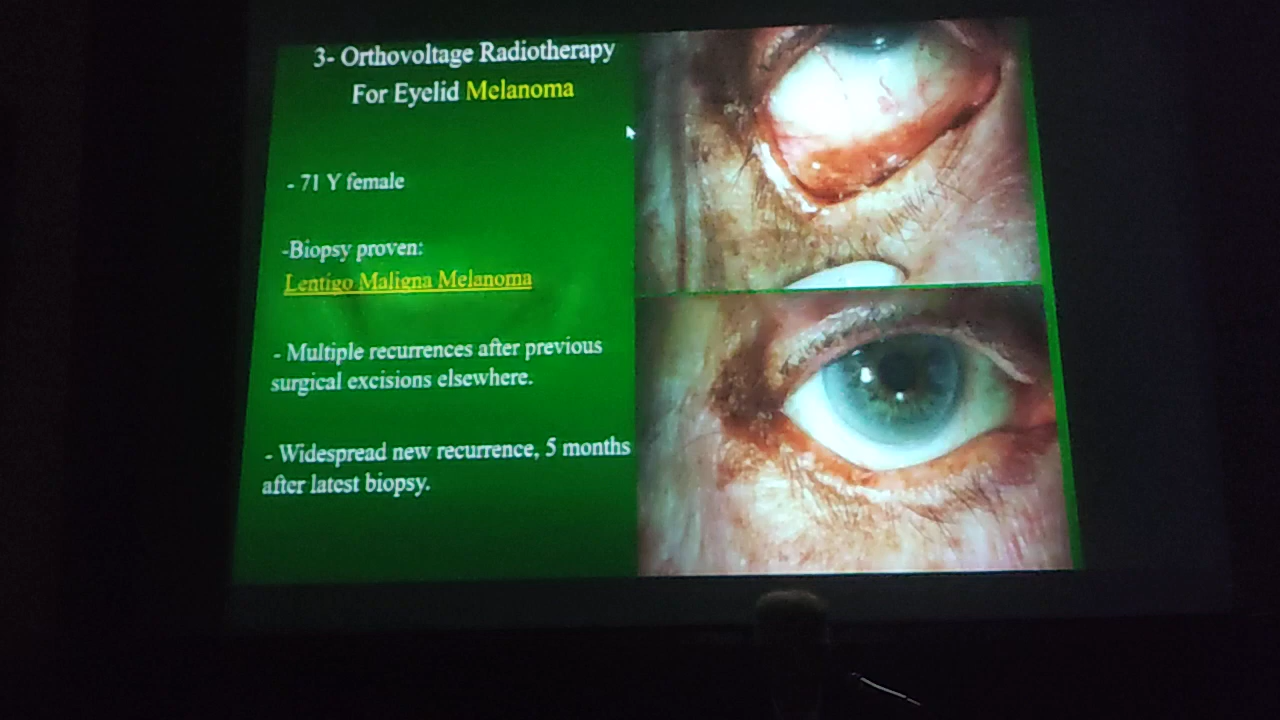 3- Orthovoltage Radiotherapy
For Eyelid Melanoma
- 71 Y female
-Biopsy proven:
Lentigo Maligna Melanoma
- Multiple recurrences after previous
surgical excisions elsewhere.
- Widespread new recurrence, 5 months
after latest biopsy.